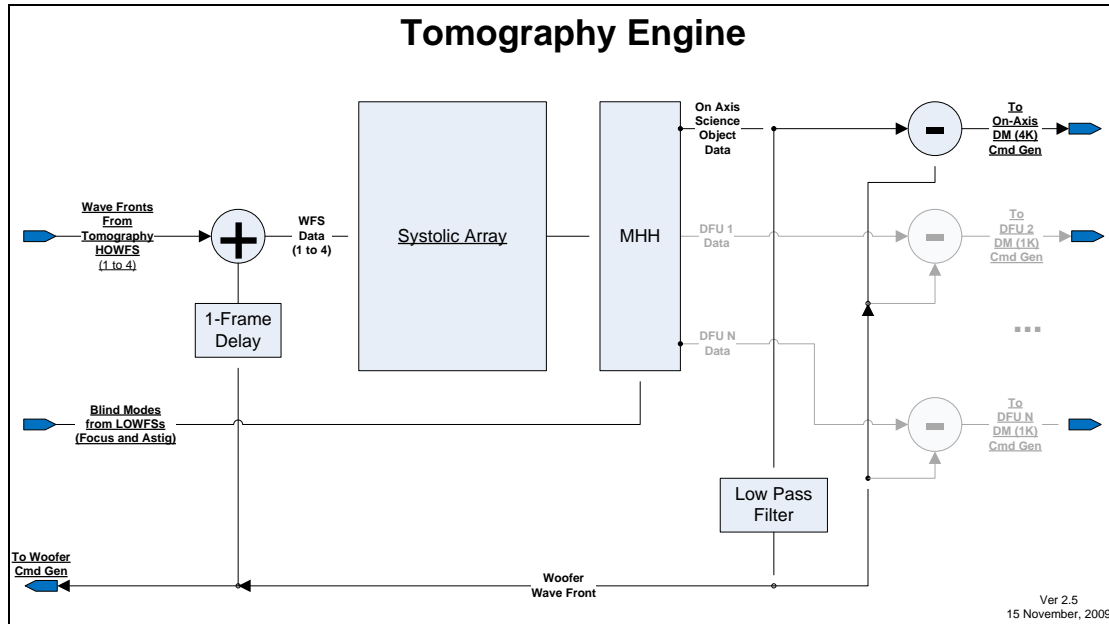 Tomography Engine
On Axis
Science
Object
Data
-
To
On-Axis
DM (4K)
Cmd Gen
Wave Fronts
From
Tomography
HOWFS
(1 to 4)
+
WFS
Data
(1 to 4)
Systolic Array
MHH
DFU 1
Data
-
To
DFU 2
DM (1K)
Cmd Gen
1-Frame
Delay
...
DFU N
Data
Blind Modes
from LOWFSs
(Focus and Astig)
-
To
DFU N
DM (1K)
Cmd Gen
Low Pass
Filter
To Woofer
Cmd Gen
Woofer
Wave Front
Ver 2.5
15 November, 2009